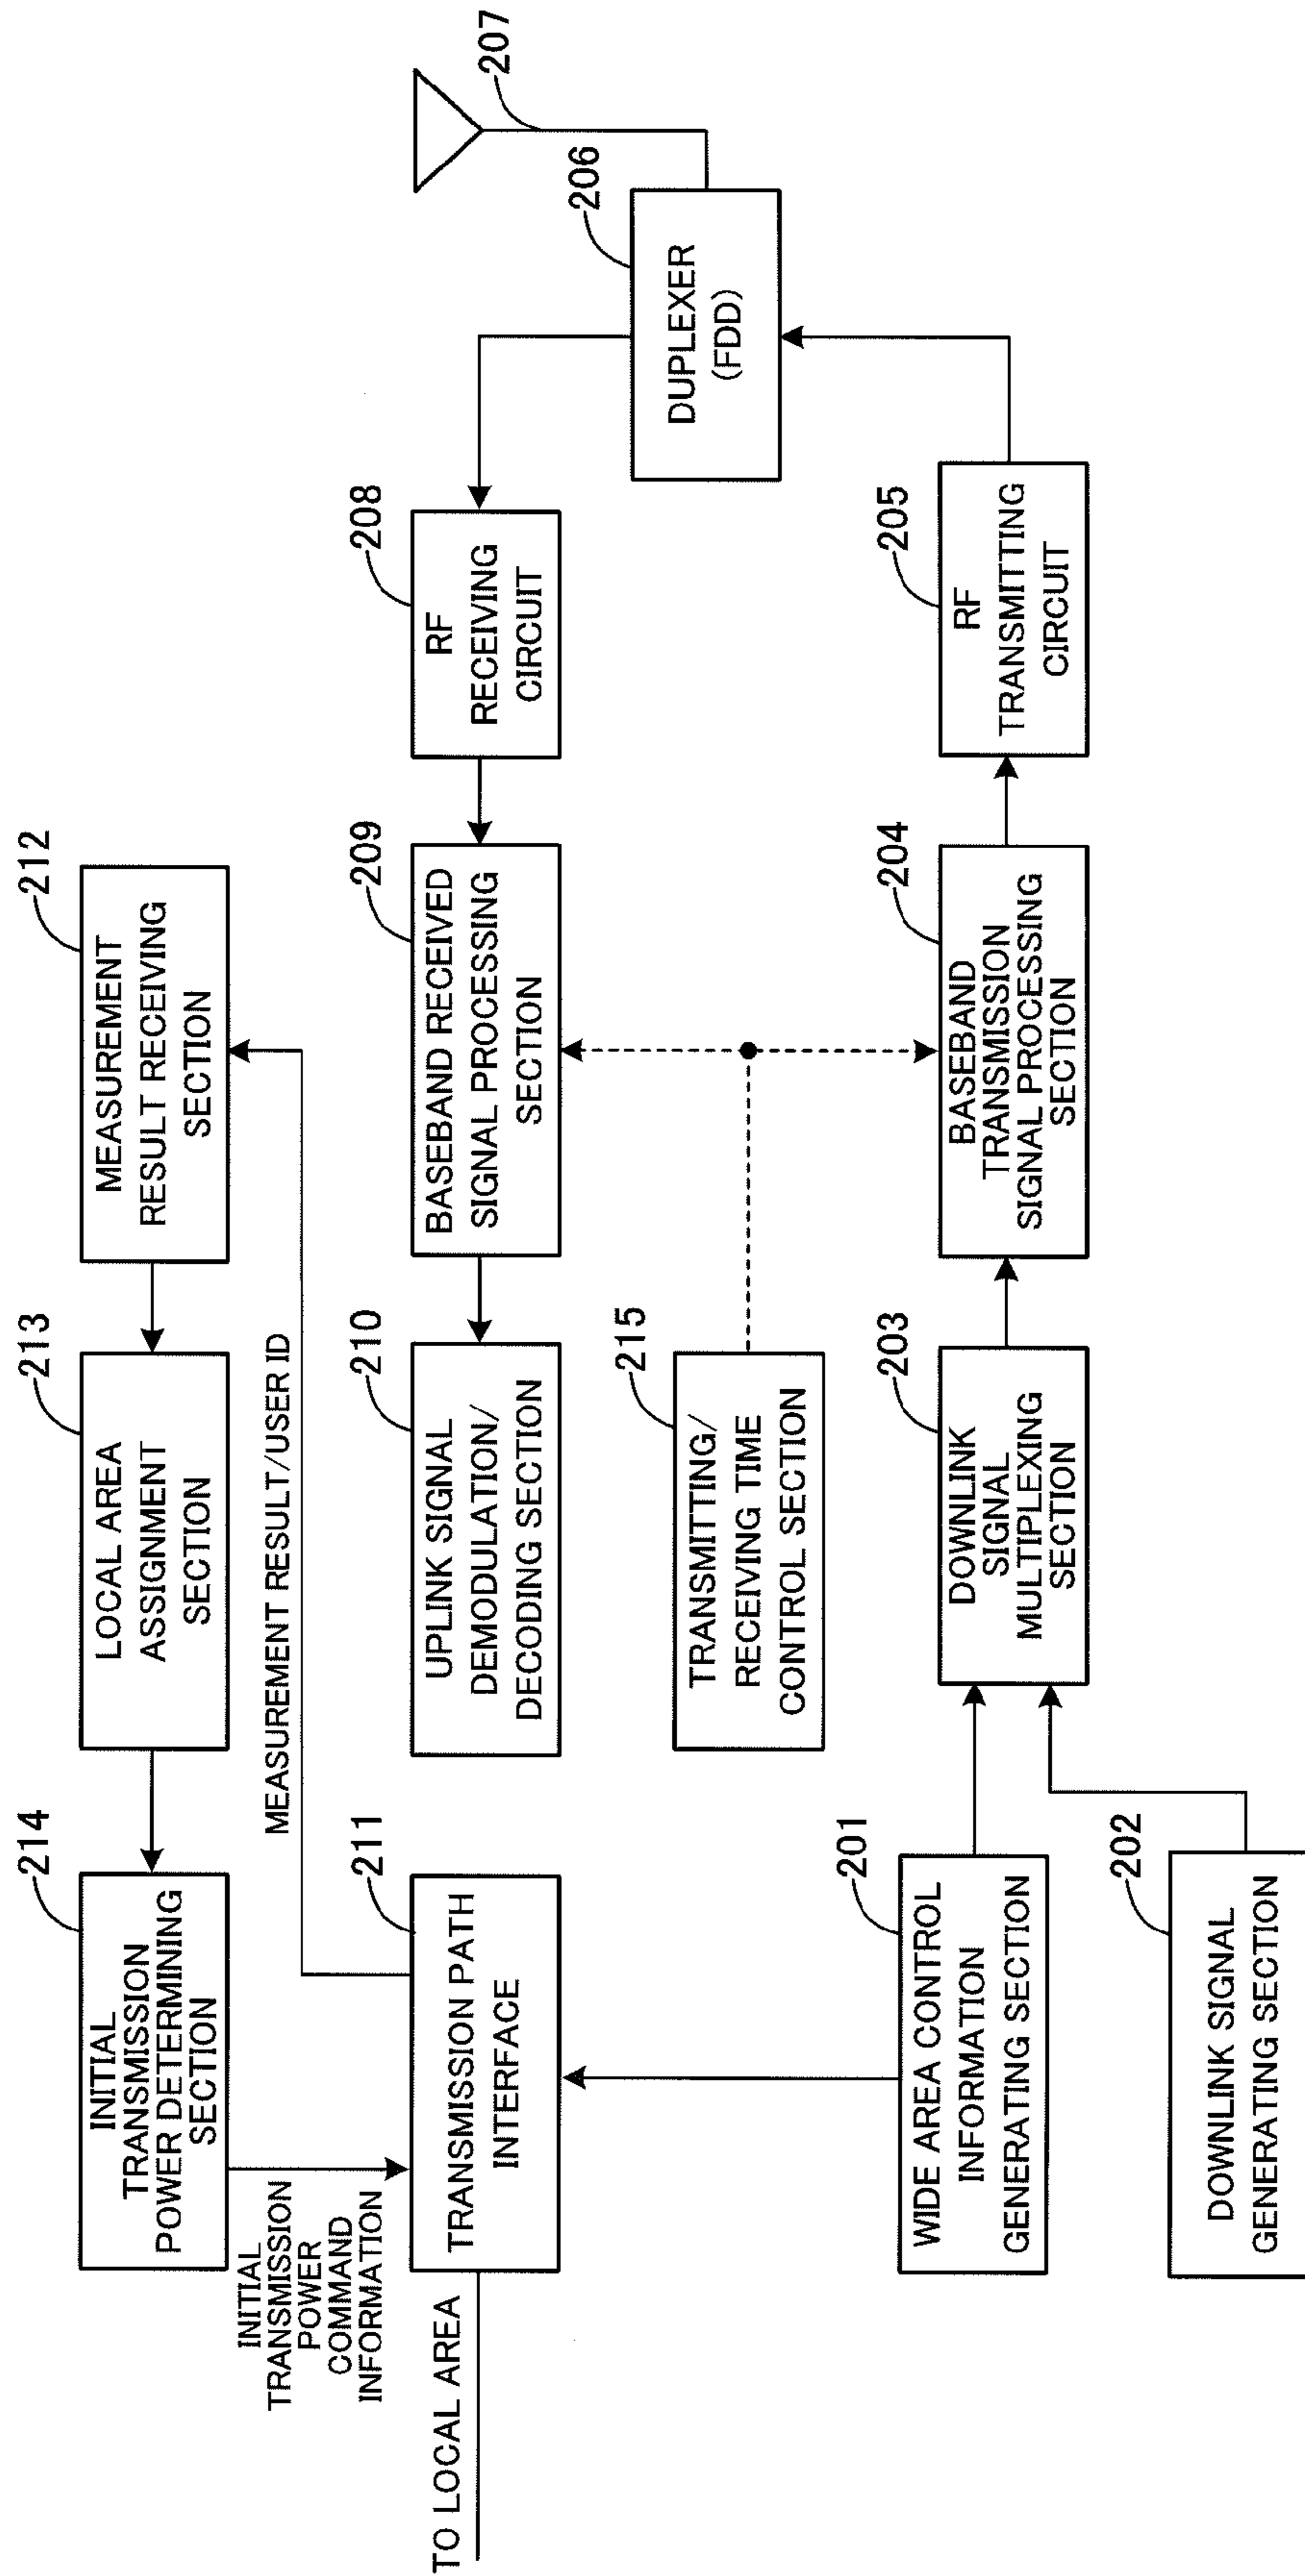 214
INITIAL
TRANSMISSION
POWER DETERMINING
SECTION
213
LOCAL AREA
ASSIGNMENT
SECTION
212
MEASUREMENT
RESULT RECEIVING
SECTION
INITIAL
TRANSMISSION
POWER
COMMAND
INFORMATION
MEASUREMENT RESULT/USER ID
TO LOCAL AREA
211
TRANSMISSION PATH
INTERFACE
210
UPLINK SIGNAL
DEMODULATION/
DECODING SECTION
209
BASEBAND RECEIVED
SIGNAL PROCESSING
SECTION
208
RF
RECEIVING
CIRCUIT
207
206
DUPLEXER
(FDD)
215
TRANSMITTING/
RECEIVING TIME
CONTROL SECTION
201
WIDE AREA CONTROL
INFORMATION
GENERATING SECTION
203
DOWNLINK
SIGNAL
MULTIPLEXING
SECTION
204
BASEBAND
TRANSMISSION
SIGNAL PROCESSING
SECTION
205
RF
TRANSMITTING
CIRCUIT
202
DOWNLINK SIGNAL
GENERATING SECTION